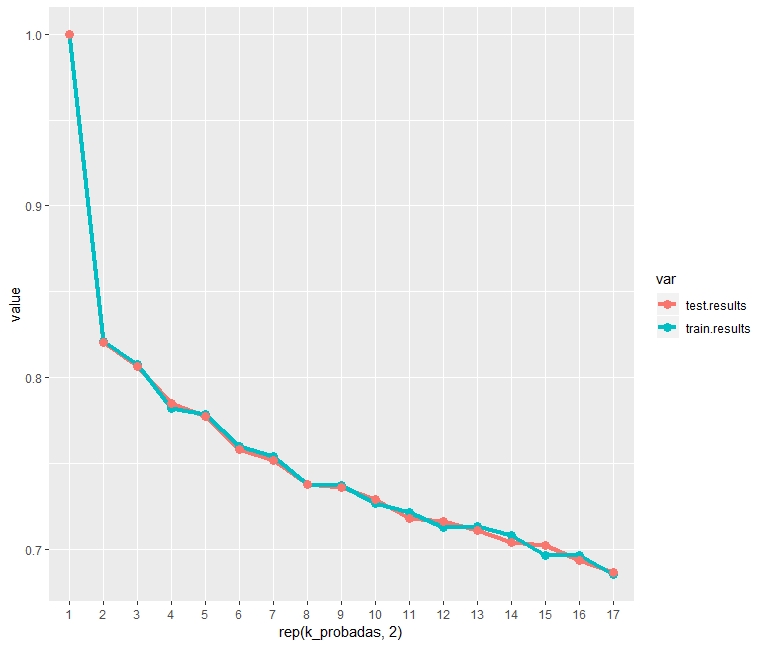 1.0
0.9
0.8
0.7
value
1 2 3 4 5 6 7 8 9 10 11 12 13 14 15 16 17
rep(k_probadas, 2)
var
test.results
train.results